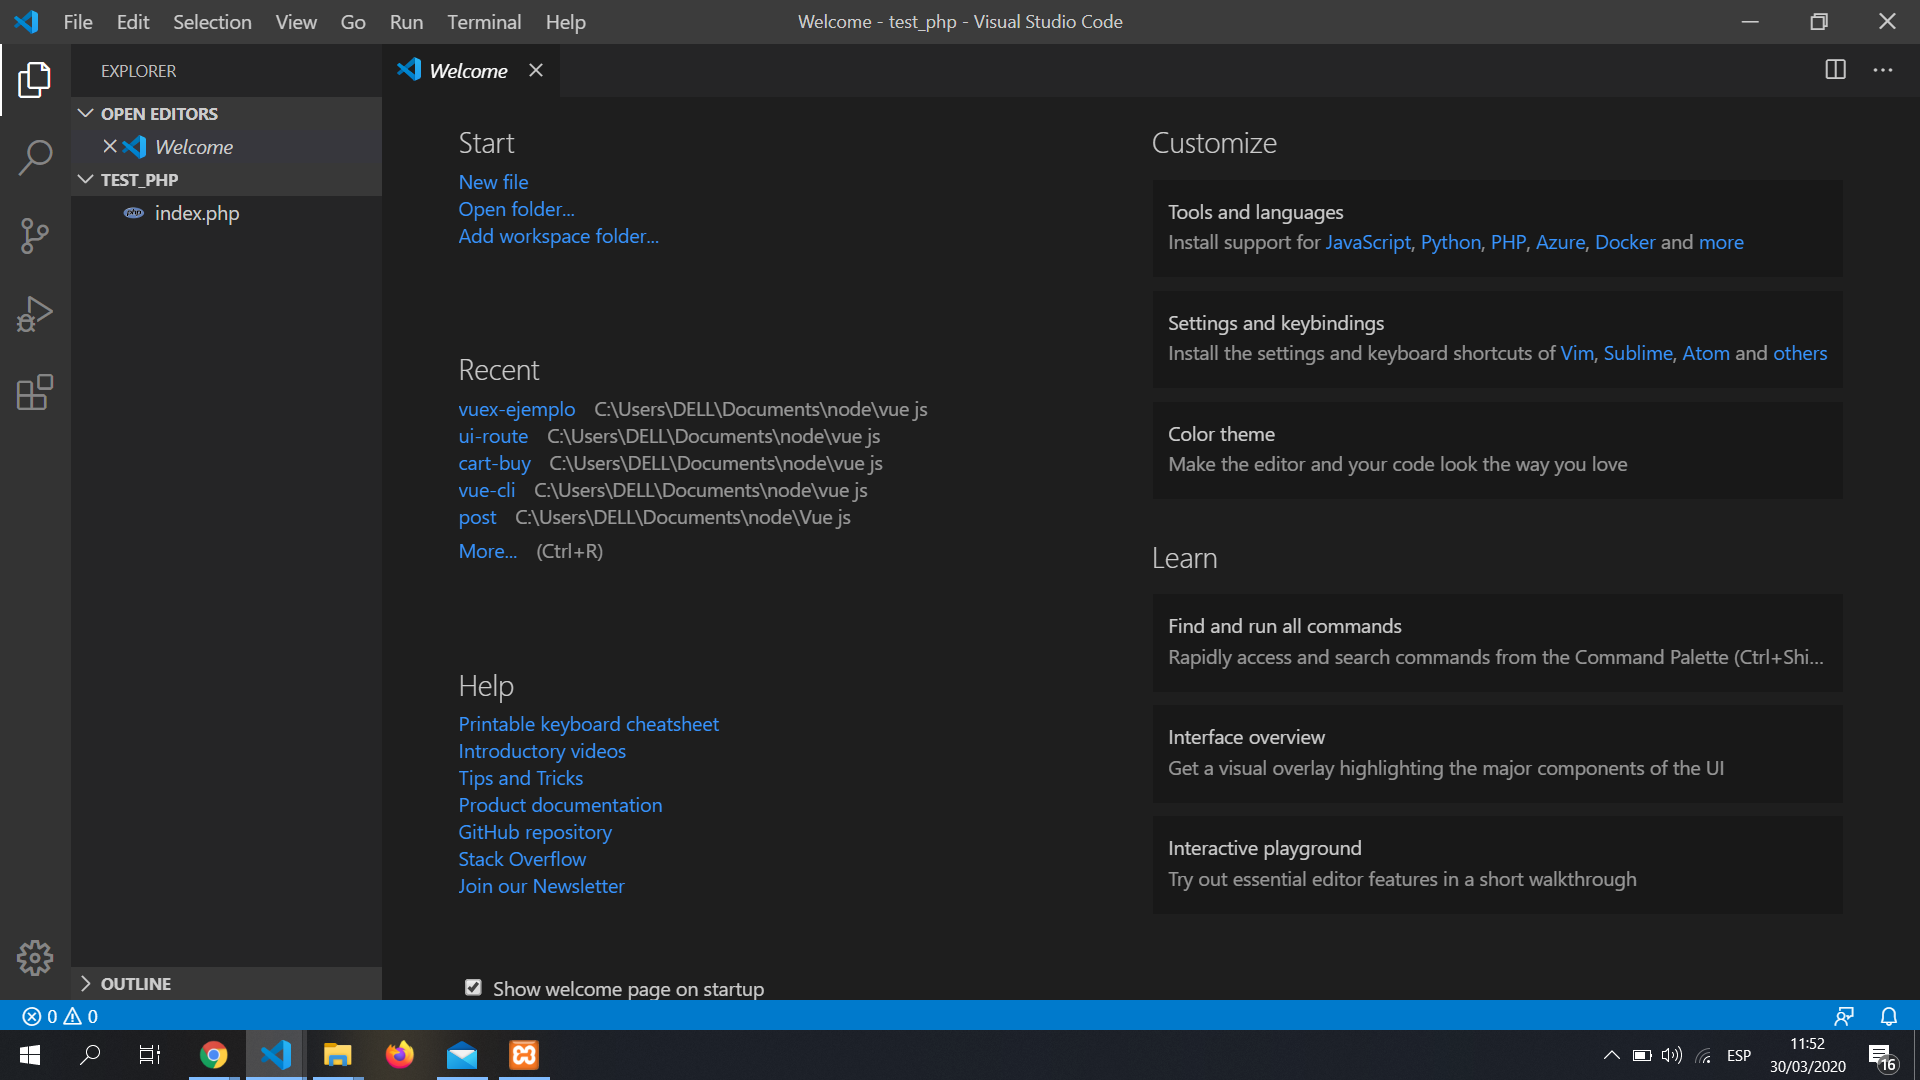 File Edit Selection View Go Run Terminal Help
Welcome - test_php - Visual Studio Code
EXPLORER
OPEN EDITORS
Welcome
TEST_PHP
php index.php
OUTLINE
Welcome
Start
New file
Open folder...
Add workspace folder...
Recent
vuex-ejemplo C:\Users\DELL\Documents\node\vue js
ui-route C:\Users\DELL\Documents\node\vue js
cart-buy C:\Users\DELL\Documents\node\vue js
vue-cli C:\Users\DELL\Documents\node\vue js
post C:\Users\DELL\Documents\node\Vue js
More... (Ctrl+R)
Help
Printable keyboard cheatsheet
Introductory videos
Tips and Tricks
Product documentation
GitHub repository
Stack Overflow
Join our Newsletter
Show welcome page on startup
Customize
Tools and languages
Install support for JavaScript, Python, PHP, Azure, Docker and more
Settings and keybindings
Install the settings and keyboard shortcuts of Vim, Sublime, Atom and others
Color theme
Make the editor and your code look the way you love
Learn
Find and run all commands
Rapidly access and search commands from the Command Palette (Ctrl+Shi...
Interface overview
Get a visual overlay highlighting the major components of the UI
Interactive playground
Try out essential editor features in a short walkthrough
0 0
ESP
11:52
30/03/2020
16